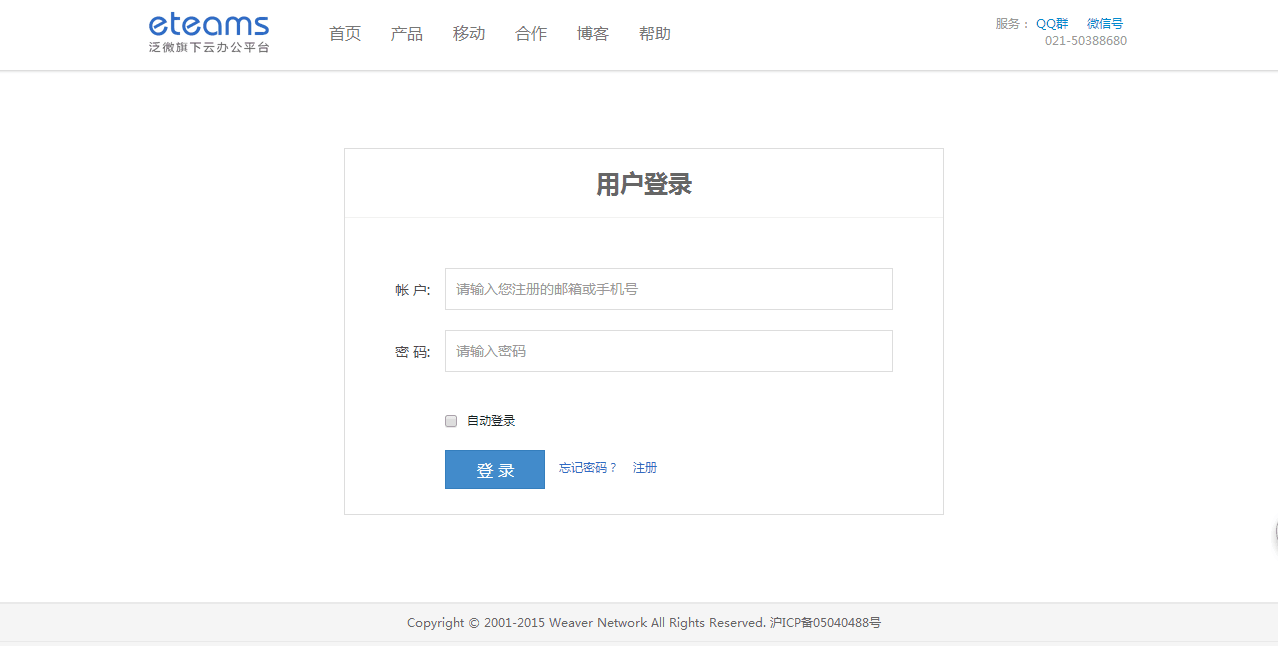 eteams
泛微旗下云办公平台
首页 产品 移动 合作 博客 帮助
服务： QQ群 微信号
021-50388680
用户登录
帐 户: 请输入您注册的邮箱或手机号
密 码: 请输入密码
自动登录
登 录 忘记密码？ 注册
Copyright © 2001-2015 Weaver Network All Rights Reserved. 沪ICP备05040488号